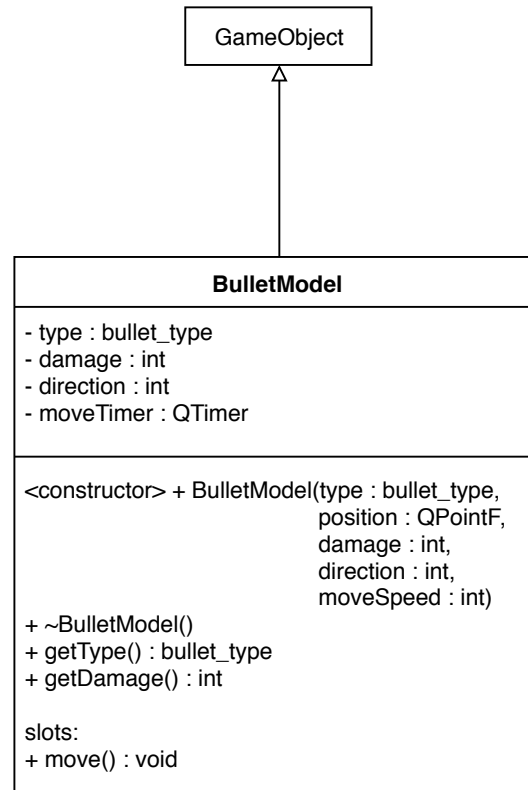 GameObject
BulletModel
- type : bullet_type
- damage : int
- direction : int
- moveTimer : QTimer
<constructor> + BulletModel(type : bullet_type,
position : QPointF,
damage : int,
direction : int,
moveSpeed : int)
+ ~BulletModel()
+ getType() : bullet_type
+ getDamage() : int
slots:
+ move() : void